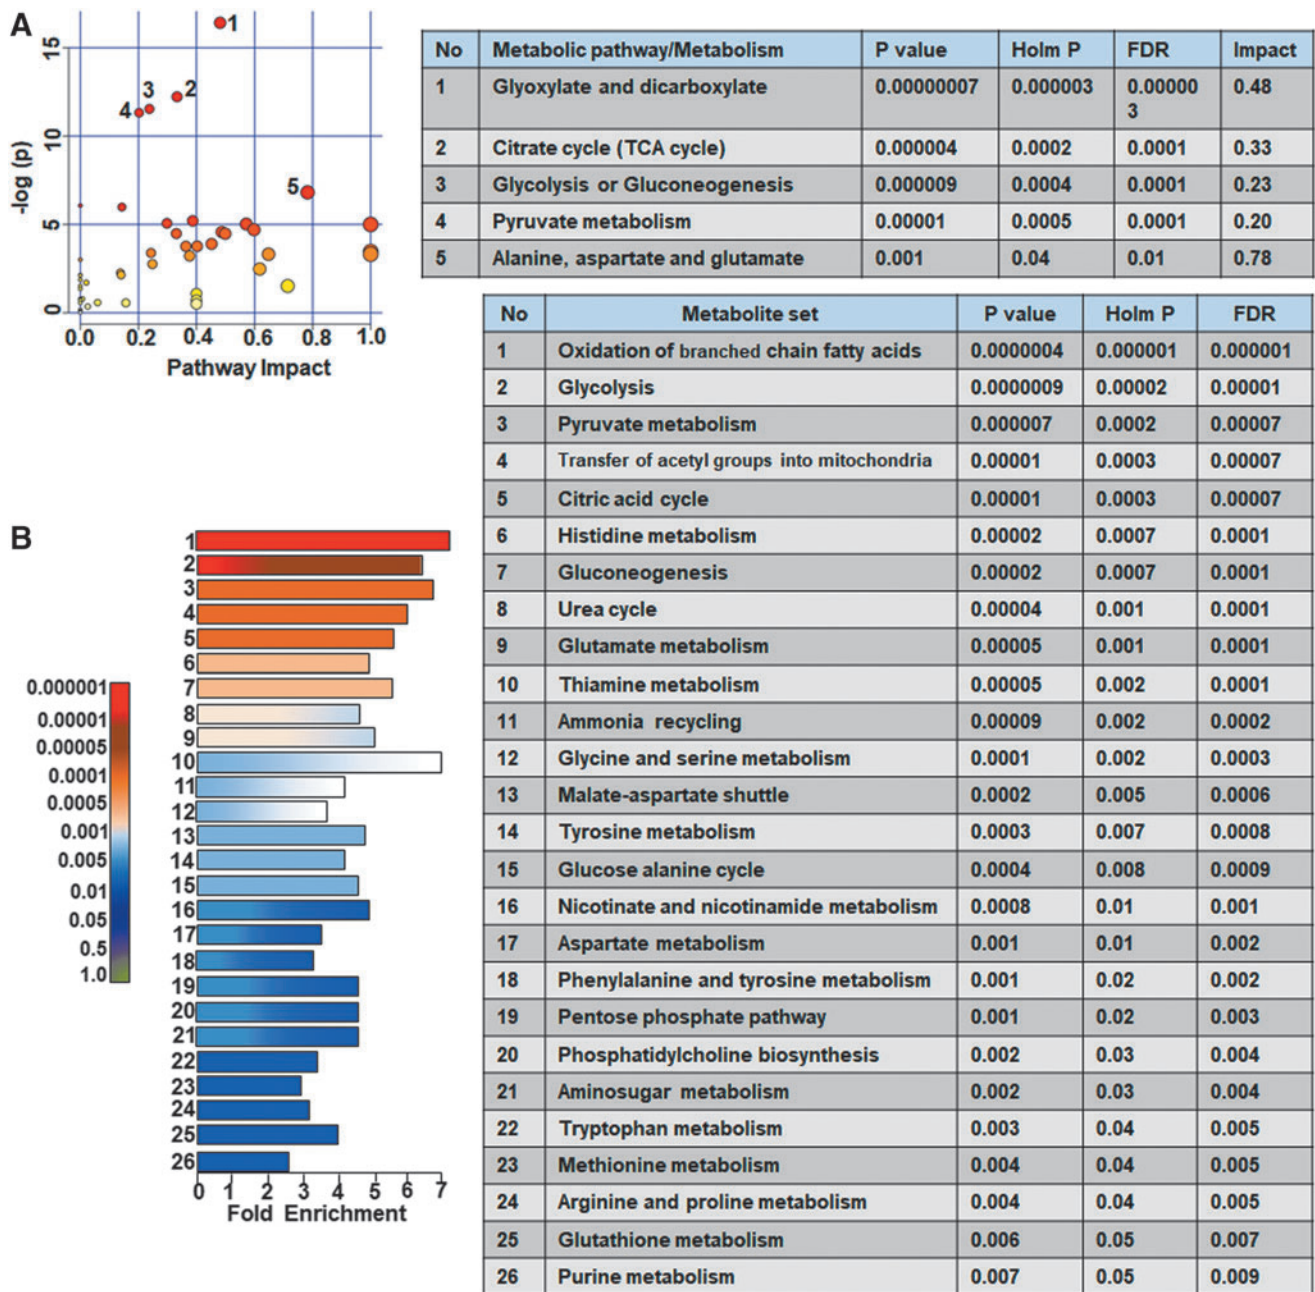 A
15
10
5
0
-log (p)
1
2
3
4
5
0.0 0.2 0.4 0.6 0.8 1.0
Pathway Impact
No Metabolic pathway/Metabolism P value Holm P FDR Impact
1 Glyoxylate and dicarboxylate 0.00000007 0.000003 0.00000 0.48
3
2 Citrate cycle (TCA cycle) 0.000004 0.0002 0.0001 0.33
3 Glycolysis or Gluconeogenesis 0.000009 0.0004 0.0001 0.23
4 Pyruvate metabolism 0.00001 0.0005 0.0001 0.20
5 Alanine, aspartate and glutamate 0.001 0.04 0.01 0.78
No Metabolite set P value Holm P FDR
1 Oxidation of branched chain fatty acids 0.0000004 0.000001 0.000001
2 Glycolysis 0.0000009 0.00002 0.00001
3 Pyruvate metabolism 0.000007 0.0002 0.00007
4 Transfer of acetyl groups into mitochondria 0.00001 0.0003 0.00007
5 Citric acid cycle 0.00001 0.0003 0.00007
6 Histidine metabolism 0.00002 0.0007 0.0001
7 Gluconeogenesis 0.00002 0.0007 0.0001
8 Urea cycle 0.00004 0.001 0.0001
9 Glutamate metabolism 0.00005 0.001 0.0001
10 Thiamine metabolism 0.00005 0.002 0.0001
11 Ammonia recycling 0.00009 0.002 0.0002
12 Glycine and serine metabolism 0.0001 0.002 0.0003
13 Malate-aspartate shuttle 0.0002 0.005 0.0006
14 Tyrosine metabolism 0.0003 0.007 0.0008
15 Glucose alanine cycle 0.0004 0.008 0.0009
16 Nicotinate and nicotinamide metabolism 0.0008 0.01 0.001
17 Aspartate metabolism 0.001 0.01 0.002
18 Phenylalanine and tyrosine metabolism 0.001 0.02 0.002
19 Pentose phosphate pathway 0.001 0.02 0.003
20 Phosphatidylcholine biosynthesis 0.002 0.03 0.004
21 Aminosugar metabolism 0.002 0.03 0.004
22 Tryptophan metabolism 0.003 0.04 0.005
23 Methionine metabolism 0.004 0.04 0.005
24 Arginine and proline metabolism 0.004 0.04 0.005
25 Glutathione metabolism 0.006 0.05 0.007
26 Purine metabolism 0.007 0.05 0.009
B
0.000001
0.00001
0.00005
0.0001
0.0005
0.001
0.005
0.01
0.05
0.5
1.0
1
2
3
4
5
6
7
8
9
10
11
12
13
14
15
16
17
18
19
20
21
22
23
24
25
26
0 1 2 3 4 5 6 7
Fold Enrichment